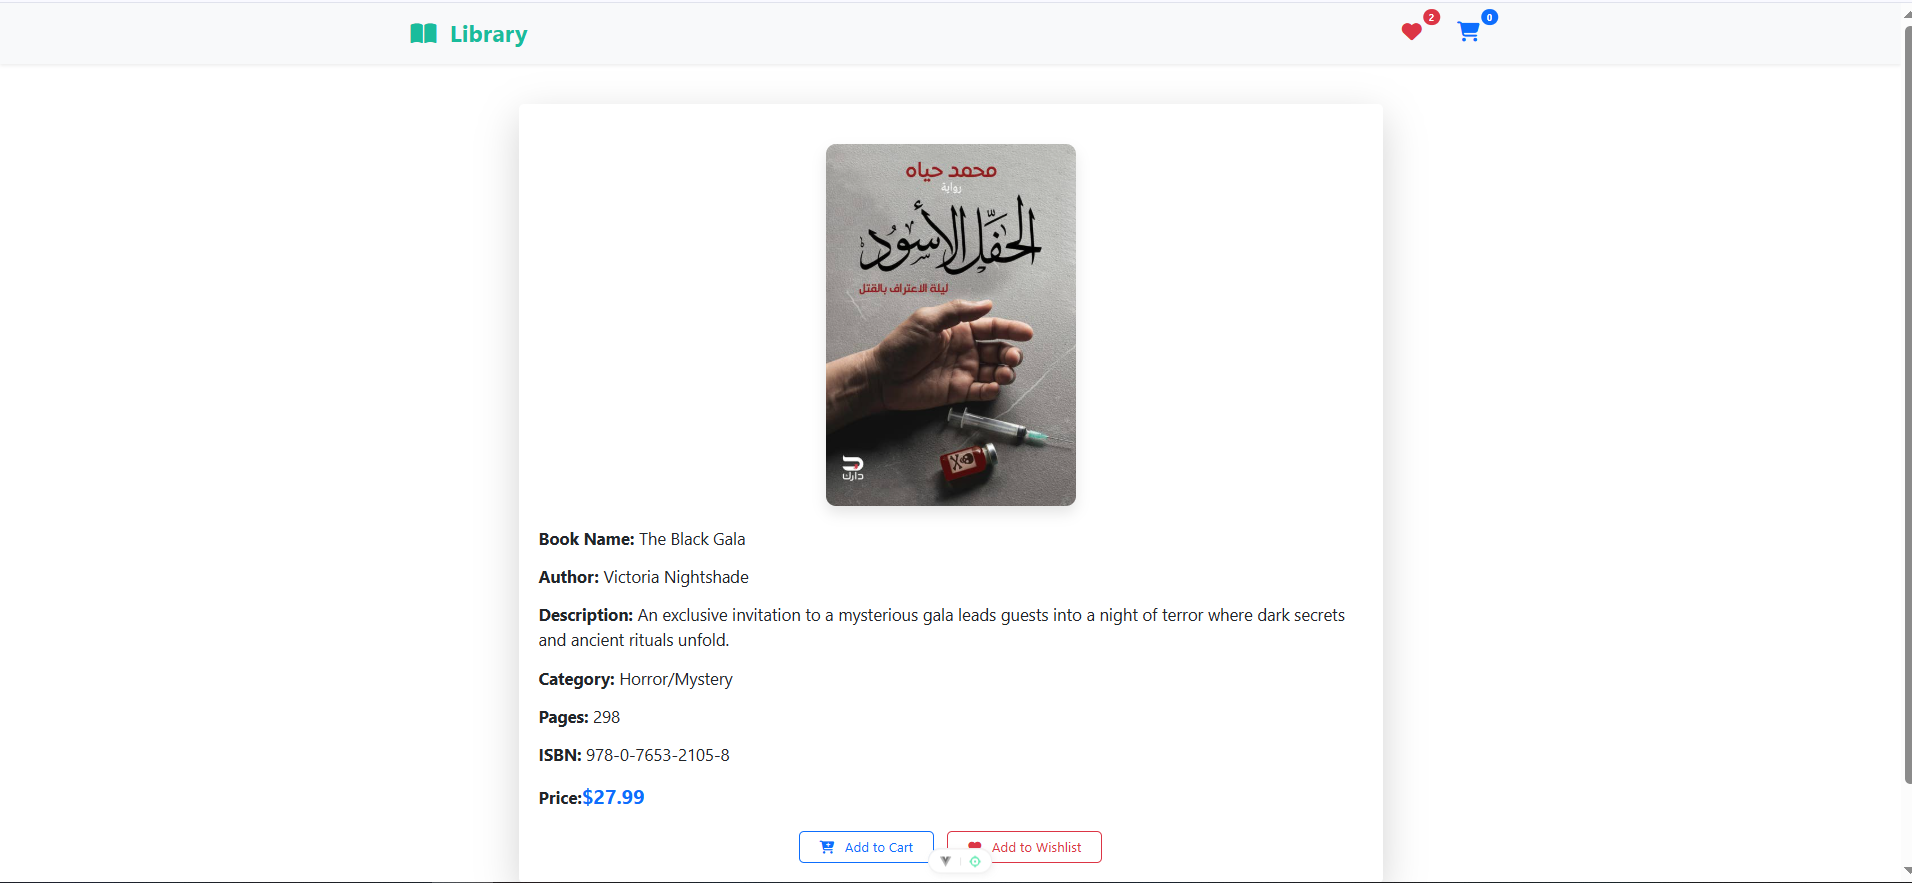 Library
2
0
محمد حياه
رواية
الحفل الأسود
ليلة الاعتراف بالقتل
دارك
Book Name: The Black Gala
Author: Victoria Nightshade
Description: An exclusive invitation to a mysterious gala leads guests into a night of terror where dark secrets
and ancient rituals unfold.
Category: Horror/Mystery
Pages: 298
ISBN: 978-0-7653-2105-8
Price:$27.99
Add to Cart
Add to Wishlist